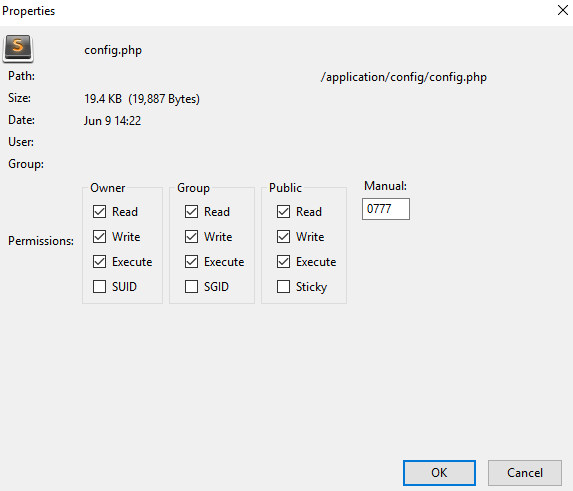 Properties
config.php
Path: /application/config/config.php
Size: 19.4 KB (19,887 Bytes)
Date: Jun 9 14:22
User:
Group:
Owner Group Public Manual:
Read Read Read 0777
Permissions: Write Write Write
Execute Execute Execute
SUID SGID Sticky
OK Cancel